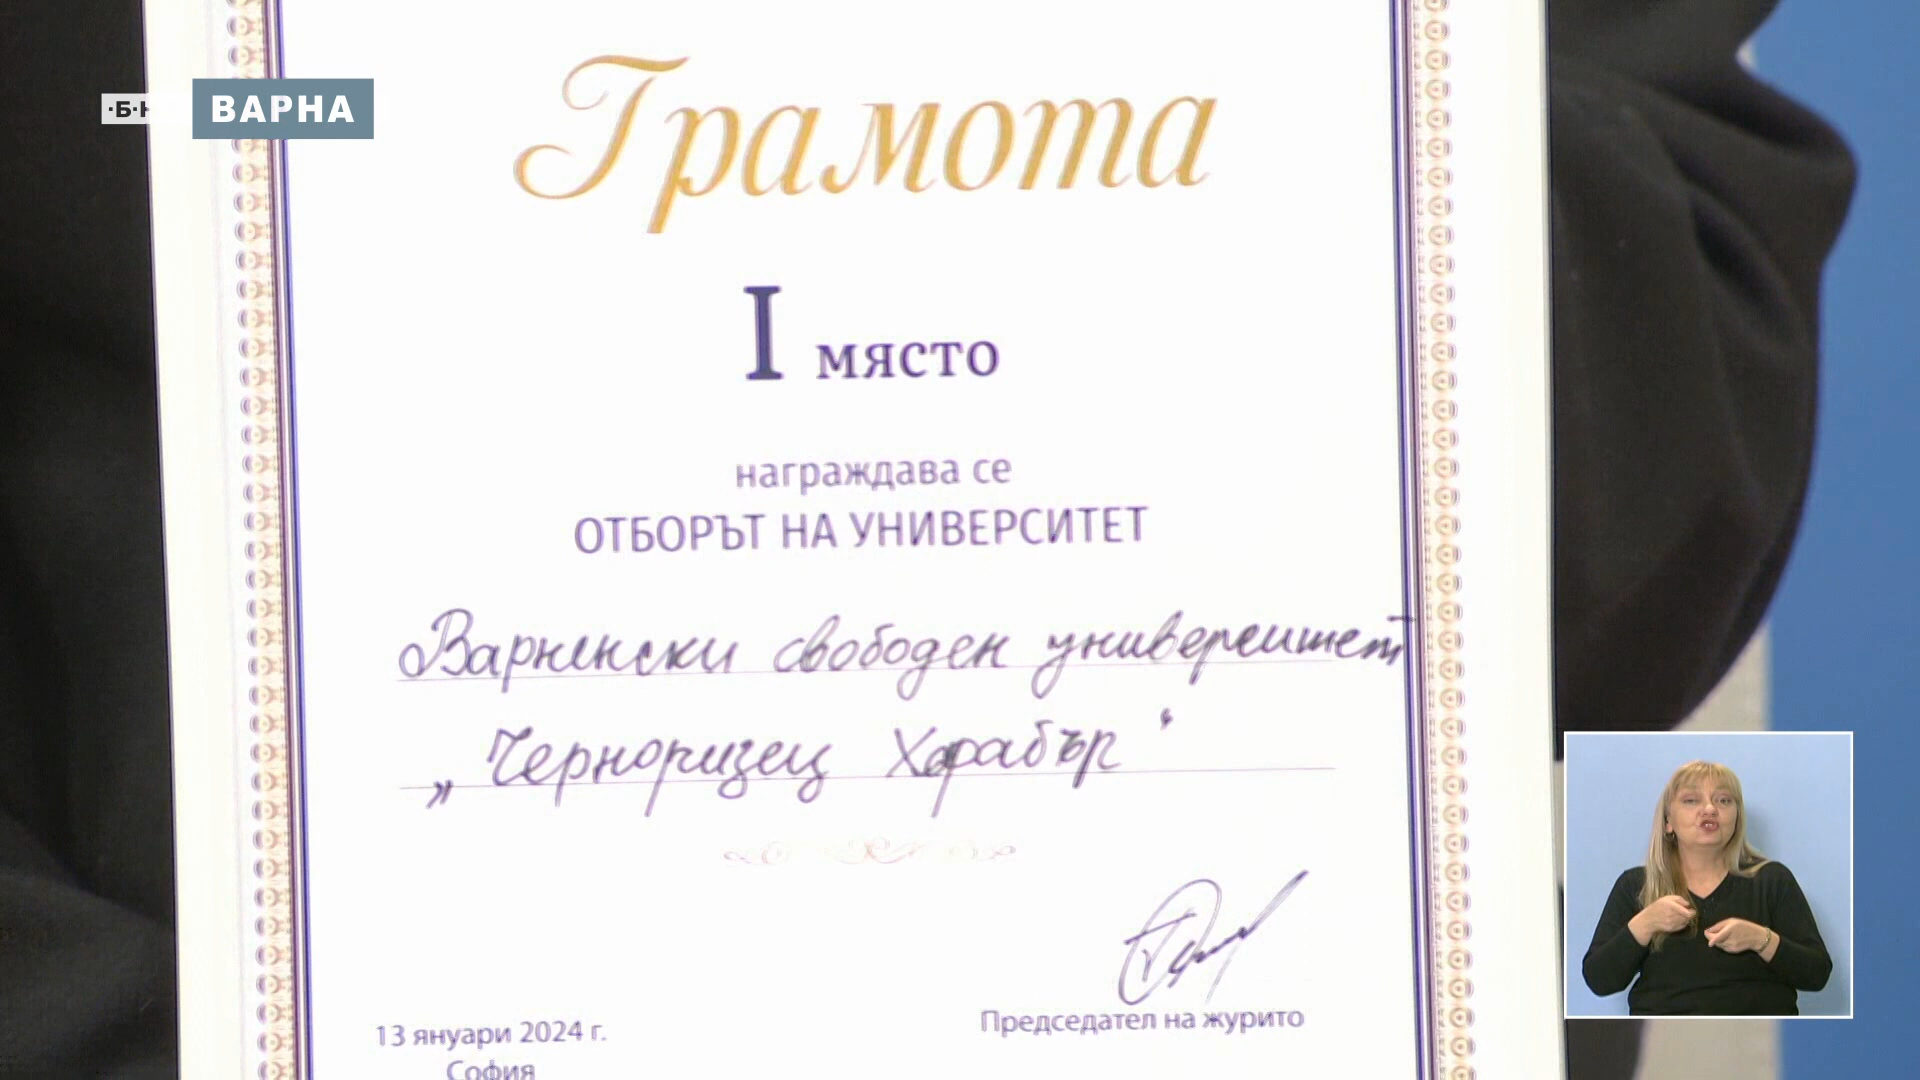 ·Б·Н
ВАРНА
Грамота
I място
награждава се
ОТБОРЪТ НА УНИВЕРСИТЕТ
Варненски свободен университет
„Черноризец Храбър“
13 януари 2024 г.
Председател на журито
София